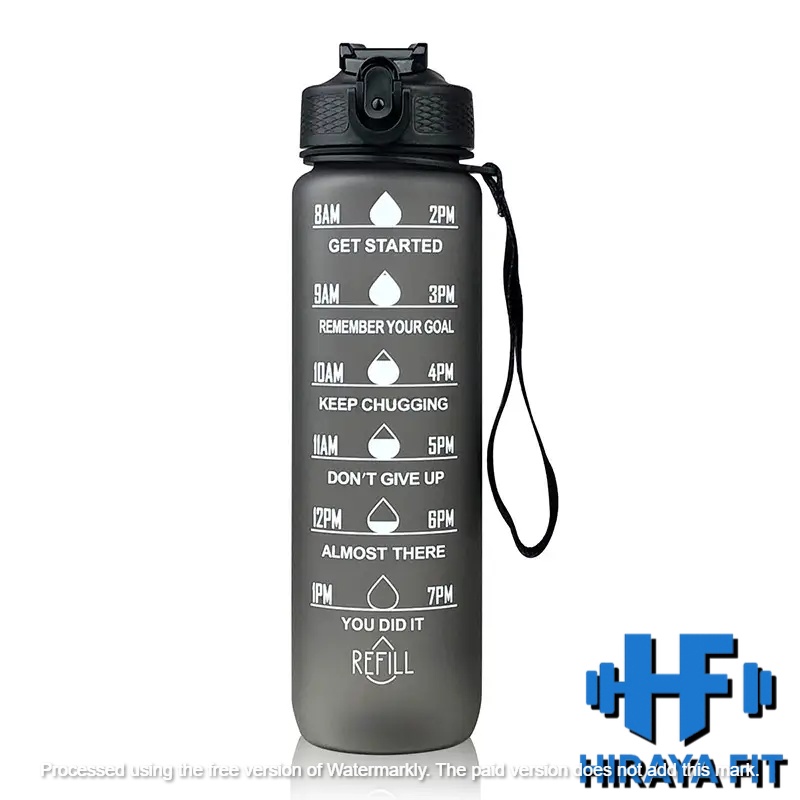 8AM 2PM
GET STARTED
9AM 3PM
REMEMBER YOUR GOAL
10AM 4PM
KEEP CHUGGING
11AM 5PM
DON'T GIVE UP
12PM 6PM
ALMOST THERE
1PM 7PM
YOU DID IT
REFILL
HF
HIRAYA FIT
Processed using the free version of Watermarkly. The paid version does not add this mark.